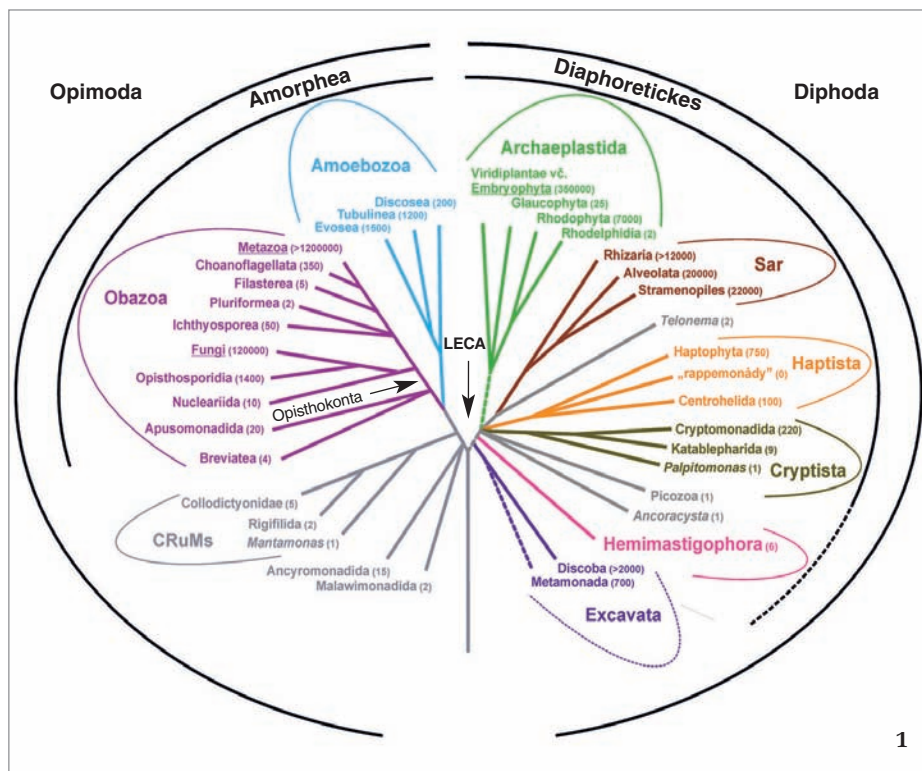 Opimoda
Amorphea
Diaphoretickes
Diphoda
Amoebozoa
Discosea (200)
Tubulinea (1200)
Evosea (1500)
Archaeplastida
Viridiplantae vč.
Embryophyta (350000)
Glaucophyta (25)
Rhodophyta (7000)
Rhodelphidia (2)
Obazoa
Metazoa (>1200000)
Choanoflagellata (350)
Filasterea (5)
Pluriformea (2)
Ichthyosporea (50)
Fungi (120000)
Opisthosporidia (1400)
Nucleariida (10)
Apusomonadida (20)
Breviatea (4)
Opisthokonta
LECA
Rhizaria (>12000)
Alveolata (20000)
Stramenopiles (22000)
Sar
Telonema (2)
Haptophyta (750)
„rappemonády” (0)
Centrohelida (100)
Haptista
Cryptomonadida (220)
Katablepharida (9)
Palpitomonas (1)
Cryptista
Picozoa (1)
Ancoracysta (1)
Hemimastigophora (6)
Discoba (>2000)
Metamonada (700)
Excavata
Collodictyonidae (5)
Rigifilida (2)
Mantamonas (1)
CRuMs
Ancyromonadida (15)
Malawimonadida (2)
1